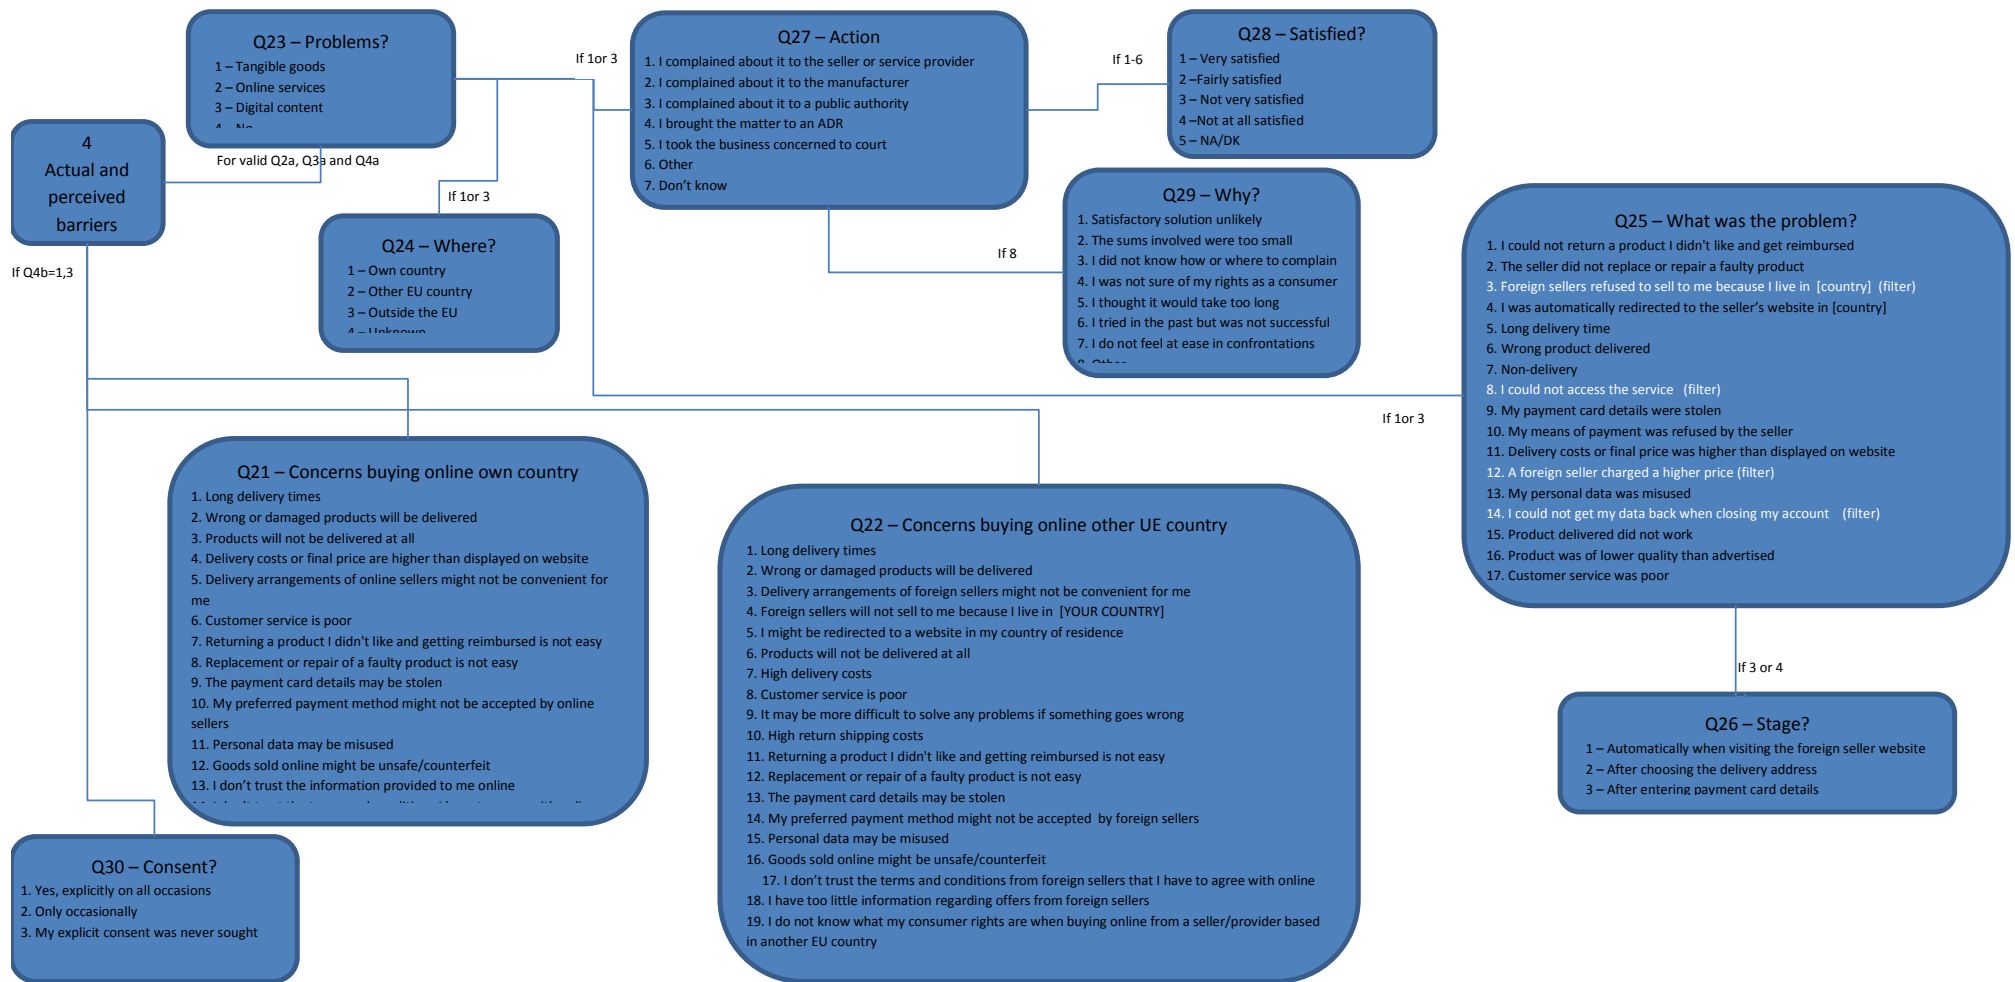 Q23 – Problems?
1 – Tangible goods
2 – Online services
3 – Digital content
4 – No
For valid Q2a, Q3a and Q4a
4
Actual and
perceived
barriers
If Q4b=1,3
If 1or 3
Q24 – Where?
1 – Own country
2 – Other EU country
3 – Outside the EU
4 – Unknown
If 1or 3
Q27 – Action
1. I complained about it to the seller or service provider
2. I complained about it to the manufacturer
3. I complained about it to a public authority
4. I brought the matter to an ADR
5. I took the business concerned to court
6. Other
7. Don't know
If 1-6
Q28 – Satisfied?
1 – Very satisfied
2 –Fairly satisfied
3 – Not very satisfied
4 –Not at all satisfied
5 – NA/DK
If 8
Q29 – Why?
1. Satisfactory solution unlikely
2. The sums involved were too small
3. I did not know how or where to complain
4. I was not sure of my rights as a consumer
5. I thought it would take too long
6. I tried in the past but was not successful
7. I do not feel at ease in confrontations
8. Other
If 1or 3
Q25 – What was the problem?
1. I could not return a product I didn't like and get reimbursed
2. The seller did not replace or repair a faulty product
3. Foreign sellers refused to sell to me because I live in [country] (filter)
4. I was automatically redirected to the seller's website in [country]
5. Long delivery time
6. Wrong product delivered
7. Non-delivery
8. I could not access the service (filter)
9. My payment card details were stolen
10. My means of payment was refused by the seller
11. Delivery costs or final price was higher than displayed on website
12. A foreign seller charged a higher price (filter)
13. My personal data was misused
14. I could not get my data back when closing my account (filter)
15. Product delivered did not work
16. Product was of lower quality than advertised
17. Customer service was poor
If 3 or 4
Q26 – Stage?
1 – Automatically when visiting the foreign seller website
2 – After choosing the delivery address
3 – After entering payment card details
Q21 – Concerns buying online own country
1. Long delivery times
2. Wrong or damaged products will be delivered
3. Products will not be delivered at all
4. Delivery costs or final price are higher than displayed on website
5. Delivery arrangements of online sellers might not be convenient for
me
6. Customer service is poor
7. Returning a product I didn't like and getting reimbursed is not easy
8. Replacement or repair of a faulty product is not easy
9. The payment card details may be stolen
10. My preferred payment method might not be accepted by online
sellers
11. Personal data may be misused
12. Goods sold online might be unsafe/counterfeit
13. I don't trust the information provided to me online
Q22 – Concerns buying online other UE country
1. Long delivery times
2. Wrong or damaged products will be delivered
3. Delivery arrangements of foreign sellers might not be convenient for me
4. Foreign sellers will not sell to me because I live in [YOUR COUNTRY]
5. I might be redirected to a website in my country of residence
6. Products will not be delivered at all
7. High delivery costs
8. Customer service is poor
9. It may be more difficult to solve any problems if something goes wrong
10. High return shipping costs
11. Returning a product I didn't like and getting reimbursed is not easy
12. Replacement or repair of a faulty product is not easy
13. The payment card details may be stolen
14. My preferred payment method might not be accepted by foreign sellers
15. Personal data may be misused
16. Goods sold online might be unsafe/counterfeit
17. I don't trust the terms and conditions from foreign sellers that I have to agree with online
18. I have too little information regarding offers from foreign sellers
19. I do not know what my consumer rights are when buying online from a seller/provider based
in another EU country
Q30 – Consent?
1. Yes, explicitly on all occasions
2. Only occasionally
3. My explicit consent was never sought